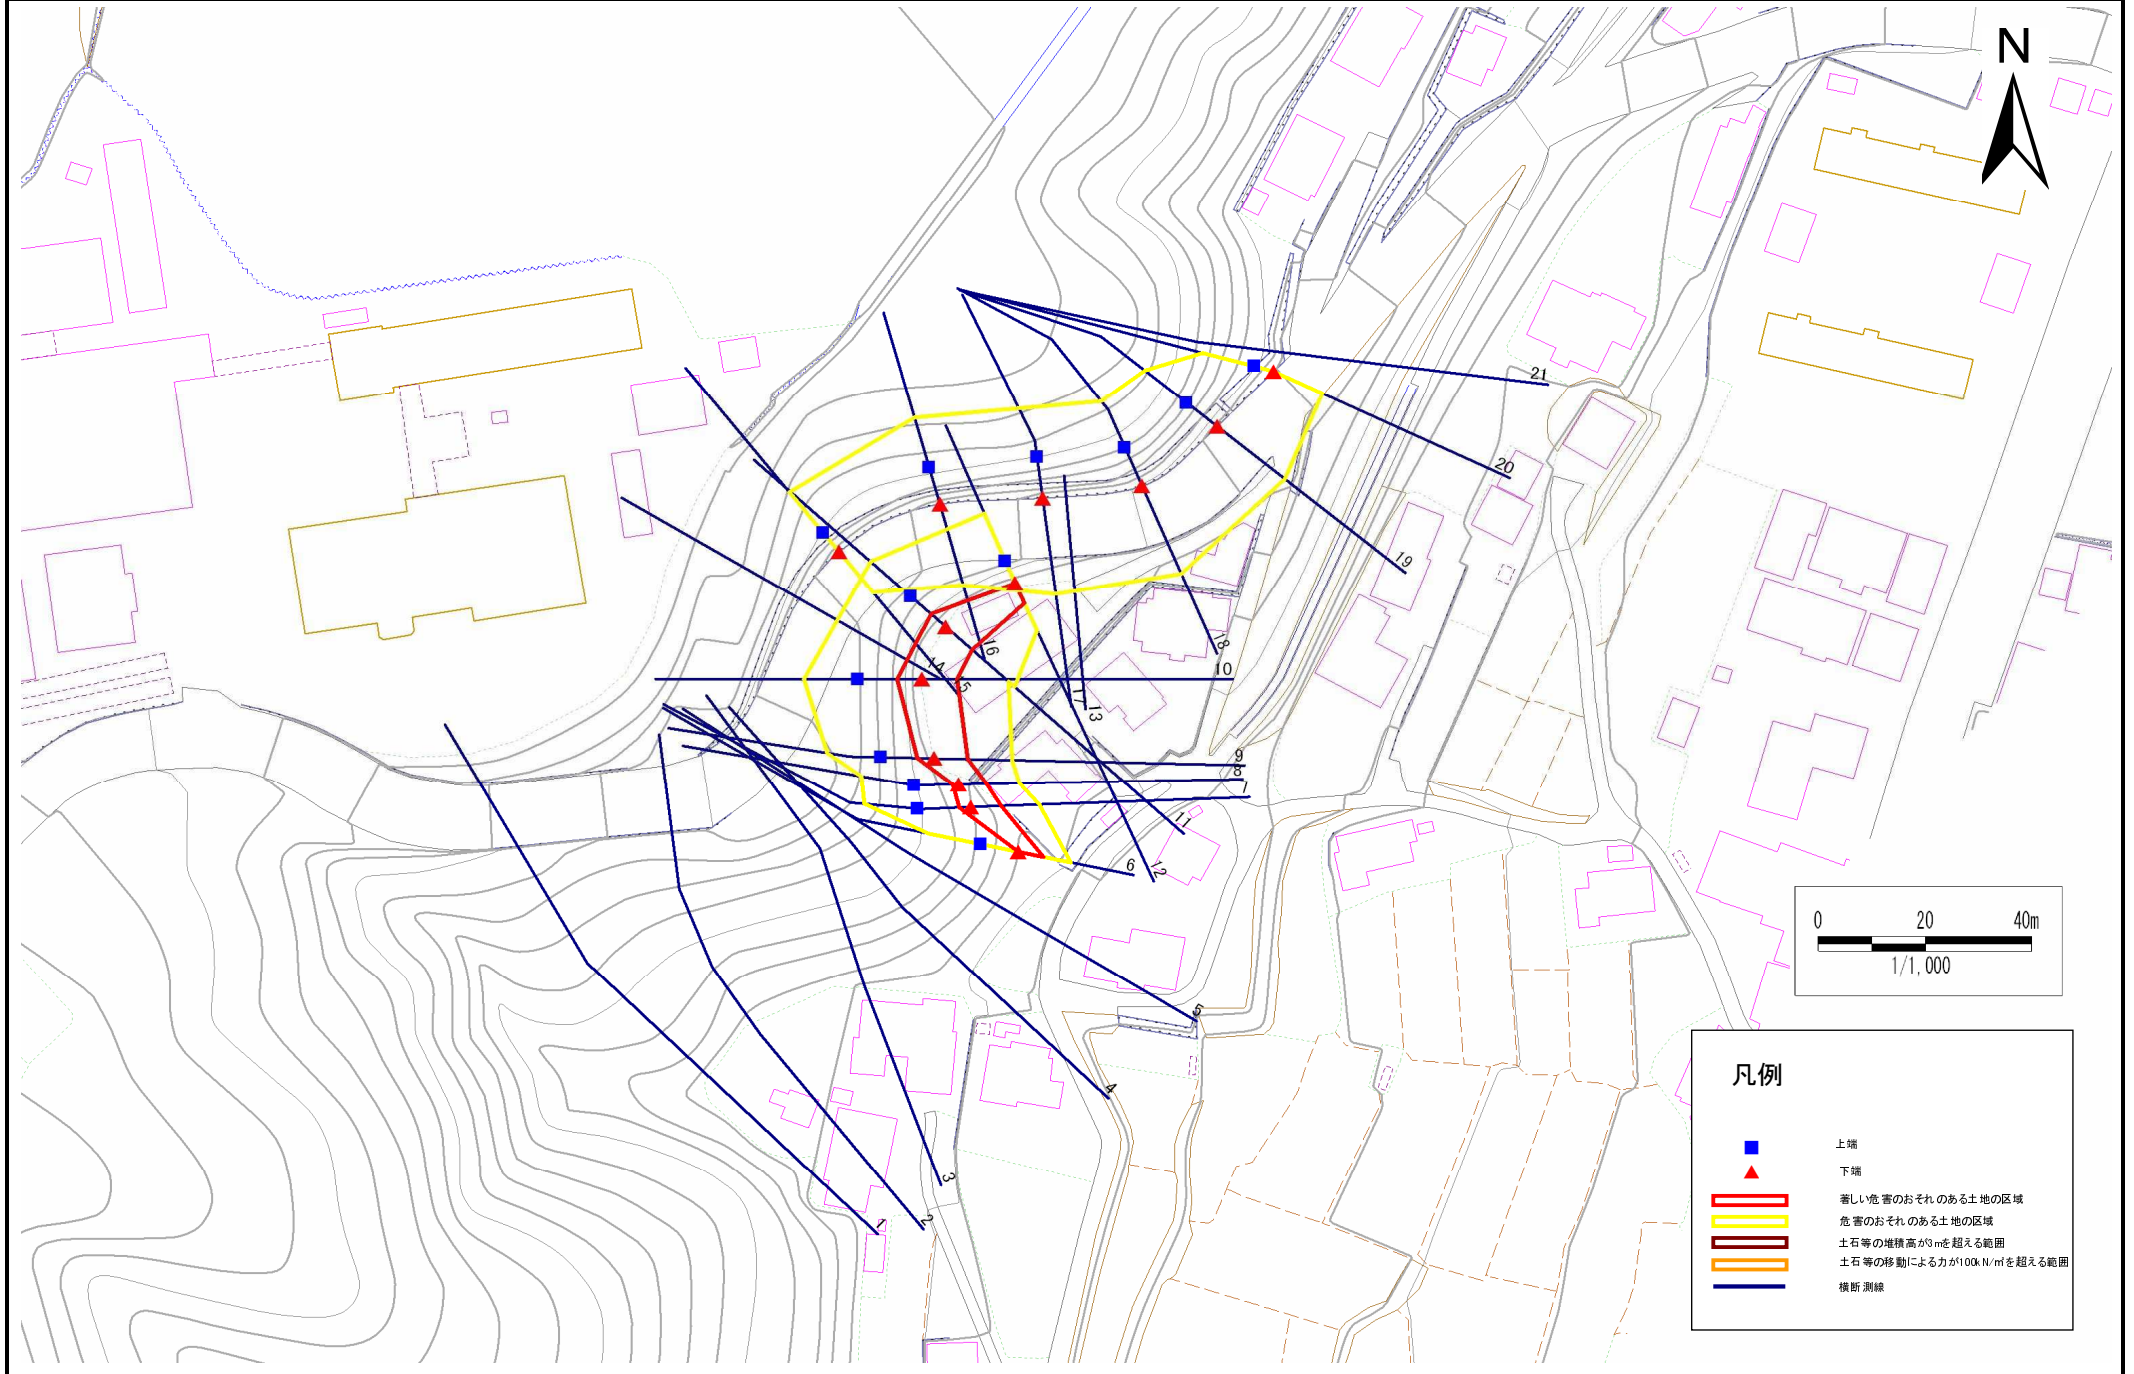 N
21
20
19
18
16
14
15
10
17
13
9
8
7
11
6
12
5
4
3
2
1
0 20 40m
1/1,000
凡例
上端
下端
著しい危害のおそれのある土地の区域
危害のおそれのある土地の区域
土石等の堆積高が3mを超える範囲
土石等の移動による力が100kN/㎡を超える範囲
横断測線